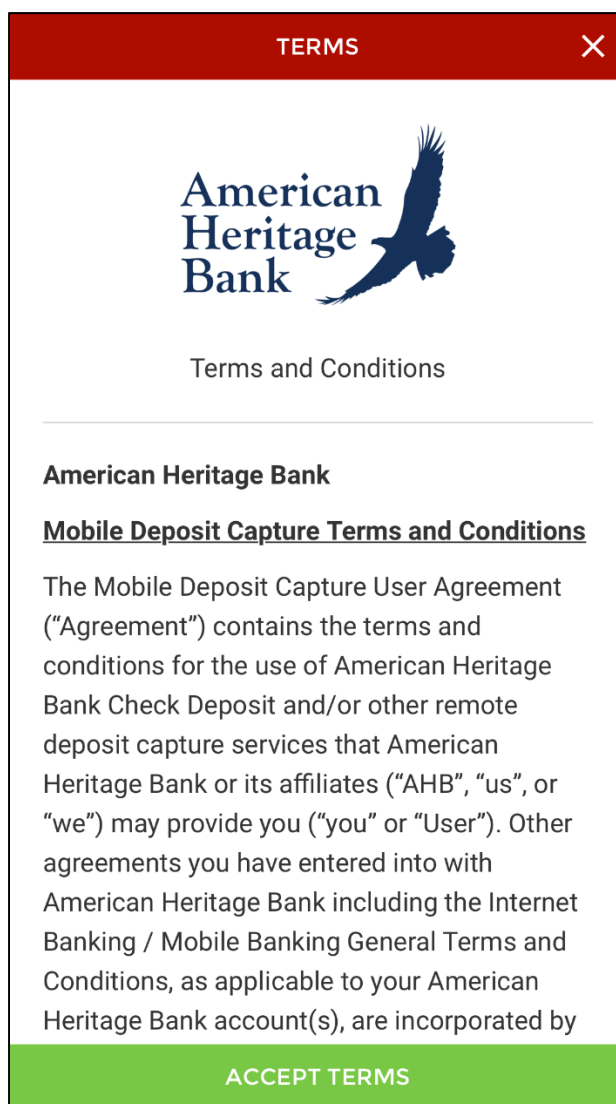 TERMS
American
Heritage
Bank
Terms and Conditions
American Heritage Bank
Mobile Deposit Capture Terms and Conditions
The Mobile Deposit Capture User Agreement
(“Agreement”) contains the terms and
conditions for the use of American Heritage
Bank Check Deposit and/or other remote
deposit capture services that American
Heritage Bank or its affiliates (“AHB”, “us”, or
“we”) may provide you (“you” or “User”). Other
agreements you have entered into with
American Heritage Bank including the Internet
Banking / Mobile Banking General Terms and
Conditions, as applicable to your American
Heritage Bank account(s), are incorporated by
ACCEPT TERMS